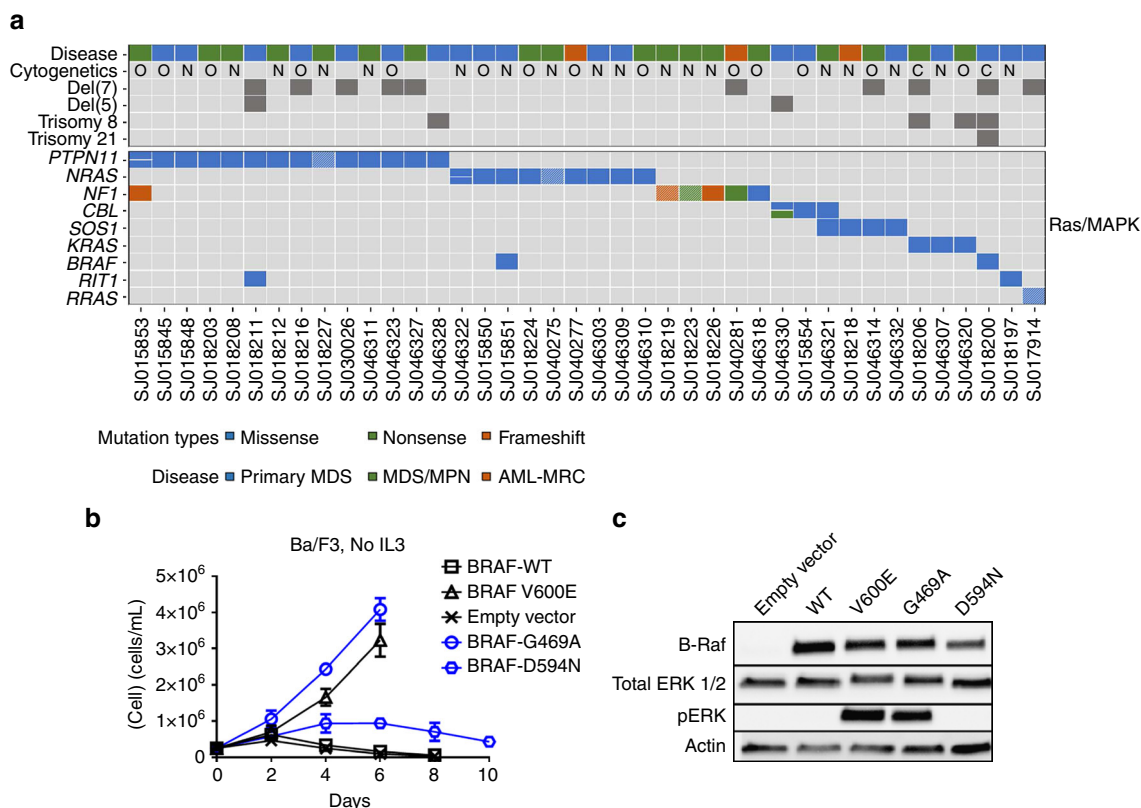 a
Disease
Cytogenetics O O N O N N O N N O N O N O N O N N O N N N O O O N N O N C N O C N
Del(7)
Del(5)
Trisomy 8
Trisomy 21
PTPN11
NRAS
NF1
CBL
SOS1
KRAS
BRAF
RIT1
RRAS
Ras/MAPK
SJ015853 SJ015845 SJ015848 SJ018203 SJ018208 SJ018211 SJ018212 SJ018216 SJ018227 SJ030026 SJ046311 SJ046323 SJ046327 SJ046328 SJ046322 SJ015850 SJ015851 SJ018224 SJ040275 SJ040277 SJ046303 SJ046309 SJ046310 SJ018219 SJ018223 SJ018226 SJ040281 SJ046318 SJ046330 SJ015854 SJ046321 SJ018218 SJ046314 SJ046332 SJ018206 SJ046307 SJ046320 SJ018200 SJ018197 SJ017914
Mutation types Missense Nonsense Frameshift
Disease Primary MDS MDS/MPN AML-MRC
b
Ba/F3, No IL3
BRAF-WT
BRAF V600E
Empty vector
BRAF-G469A
BRAF-D594N
(Cell) (cells/mL)
5×10⁶
4×10⁶
3×10⁶
2×10⁶
1×10⁶
0
0 2 4 6 8 10
Days
c
Empty vector WT V600E G469A D594N
B-Raf
Total ERK 1/2
pERK
Actin